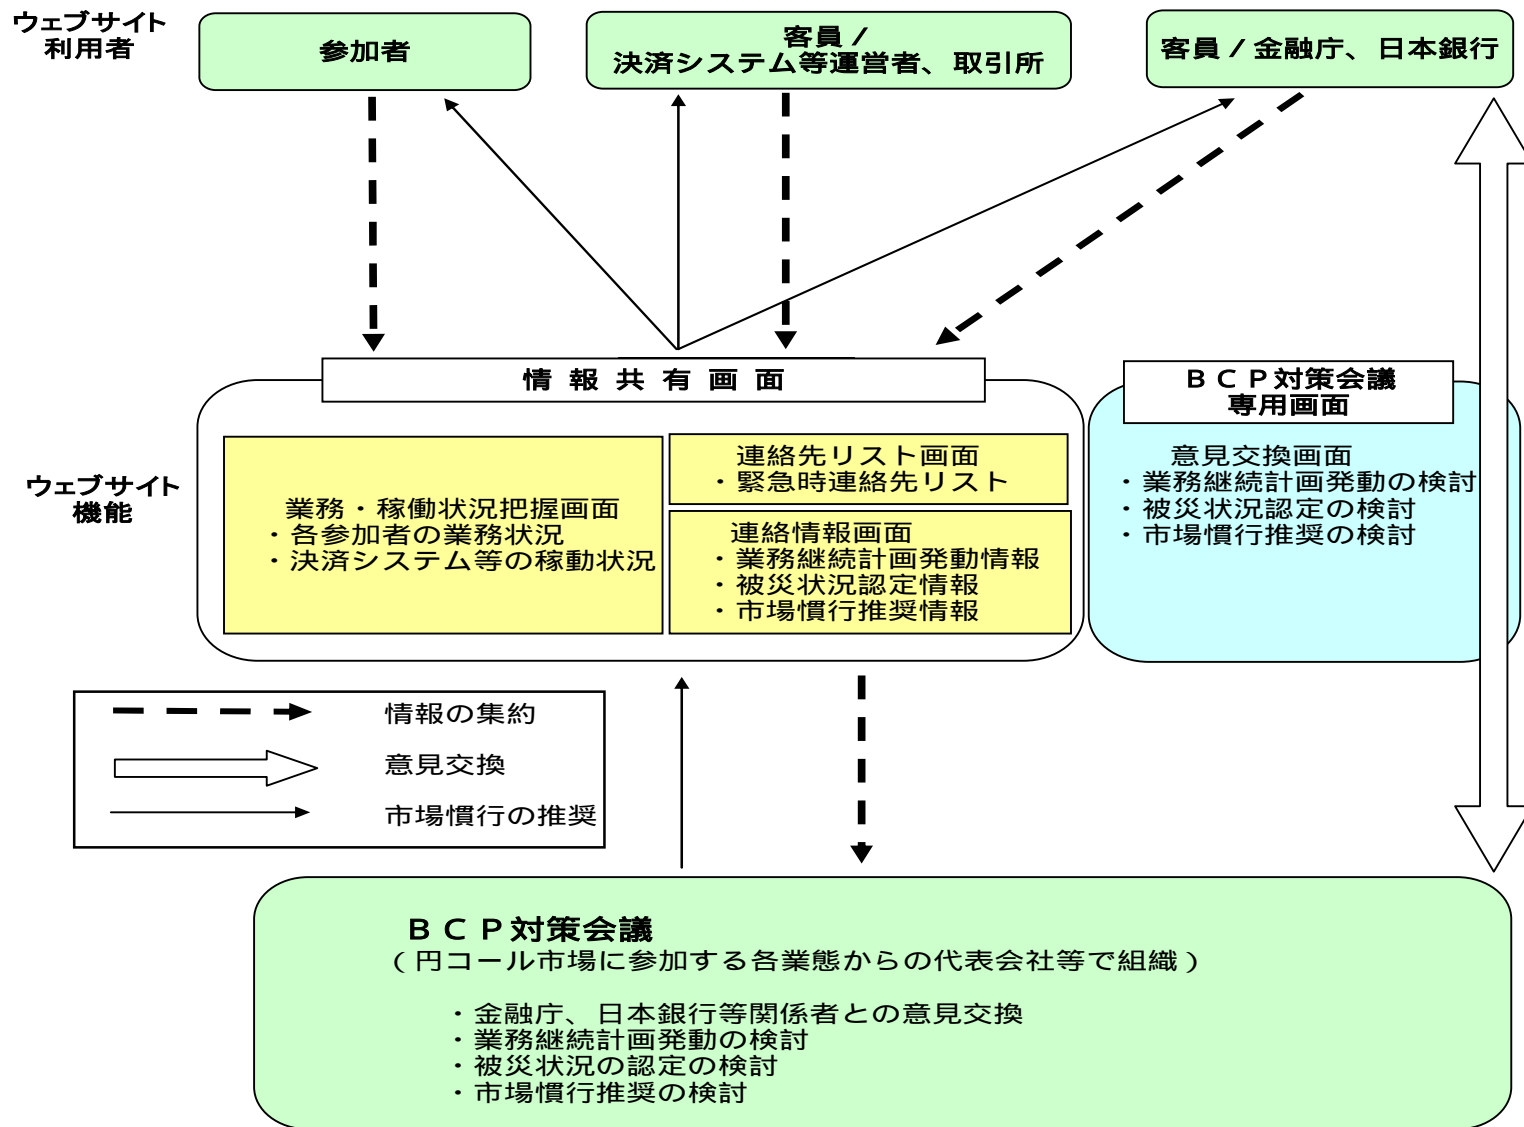 ウェブサイト
利用者
参加者
客員/
決済システム等運営者、取引所
客員/金融庁、日本銀行
情報共有画面
BCP対策会議
専用画面
ウェブサイト
機能
業務・稼働状況把握画面
・各参加者の業務状況
・決済システム等の稼動状況
連絡先リスト画面
・緊急時連絡先リスト
連絡情報画面
・業務継続計画発動情報
・被災状況認定情報
・市場慣行推奨情報
意見交換画面
・業務継続計画発動の検討
・被災状況認定の検討
・市場慣行推奨の検討
情報の集約
意見交換
市場慣行の推奨
BCP対策会議
(円コール市場に参加する各業態からの代表会社等で組織)
・金融庁、日本銀行等関係者との意見交換
・業務継続計画発動の検討
・被災状況の認定の検討
・市場慣行推奨の検討